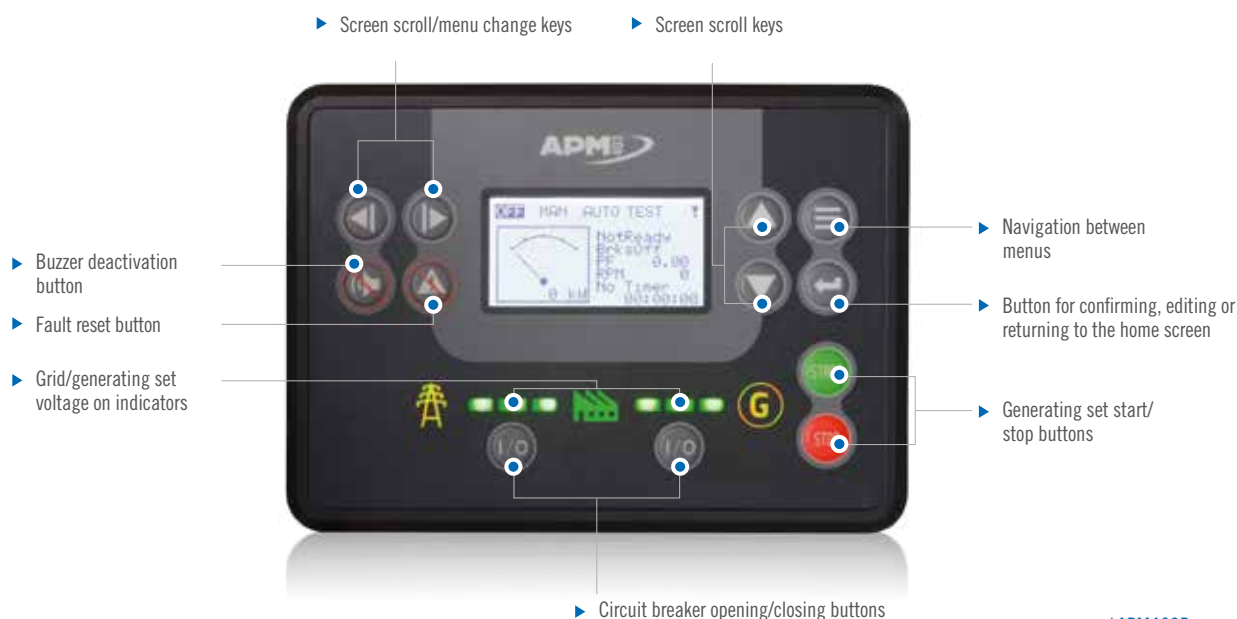 Screen scroll/menu change keys
Screen scroll keys
APM
OFF MAN AUTO TEST
NotReady
BrksOff
PF 0.00
RPM 0
No Timer
0 kW 00:00:00
Buzzer deactivation
button
Fault reset button
Grid/generating set
voltage on indicators
Navigation between
menus
Button for confirming, editing or
returning to the home screen
Generating set start/
stop buttons
G
I/O I/O
STOP
Circuit breaker opening/closing buttons